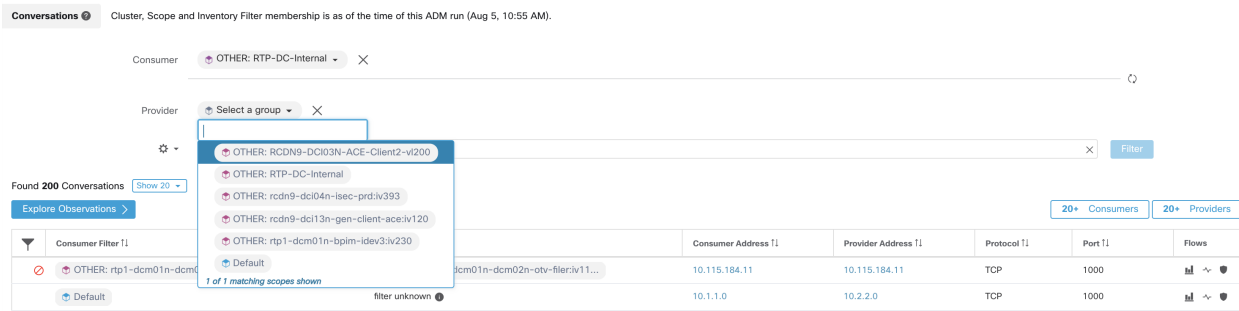 Conversations ? Cluster, Scope and Inventory Filter membership is as of the time of this ADM run (Aug 5, 10:55 AM).
Consumer OTHER: RTP-DC-Internal
Provider Select a group
OTHER: RCDN9-DCI03N-ACE-Client2-vl200
Filter
OTHER: RTP-DC-Internal
OTHER: rcdn9-dci04n-isec-prd:iv393
OTHER: rcdn9-dci13n-gen-client-ace:iv120
OTHER: rtp1-dcm01n-bpim-idev3:iv230
Default
1 of 1 matching scopes shown
Found 200 Conversations Show 20
Explore Observations 20+ Consumers 20+ Providers
Consumer Filter Consumer Address Provider Address Protocol Port Flows
OTHER: rtp1-dcm01n-dcm0 dcm01n-dcm02n-otv-filer:iv11... 10.115.184.11 10.115.184.11 TCP 1000
Default filter unknown 10.1.1.0 10.2.2.0 TCP 1000